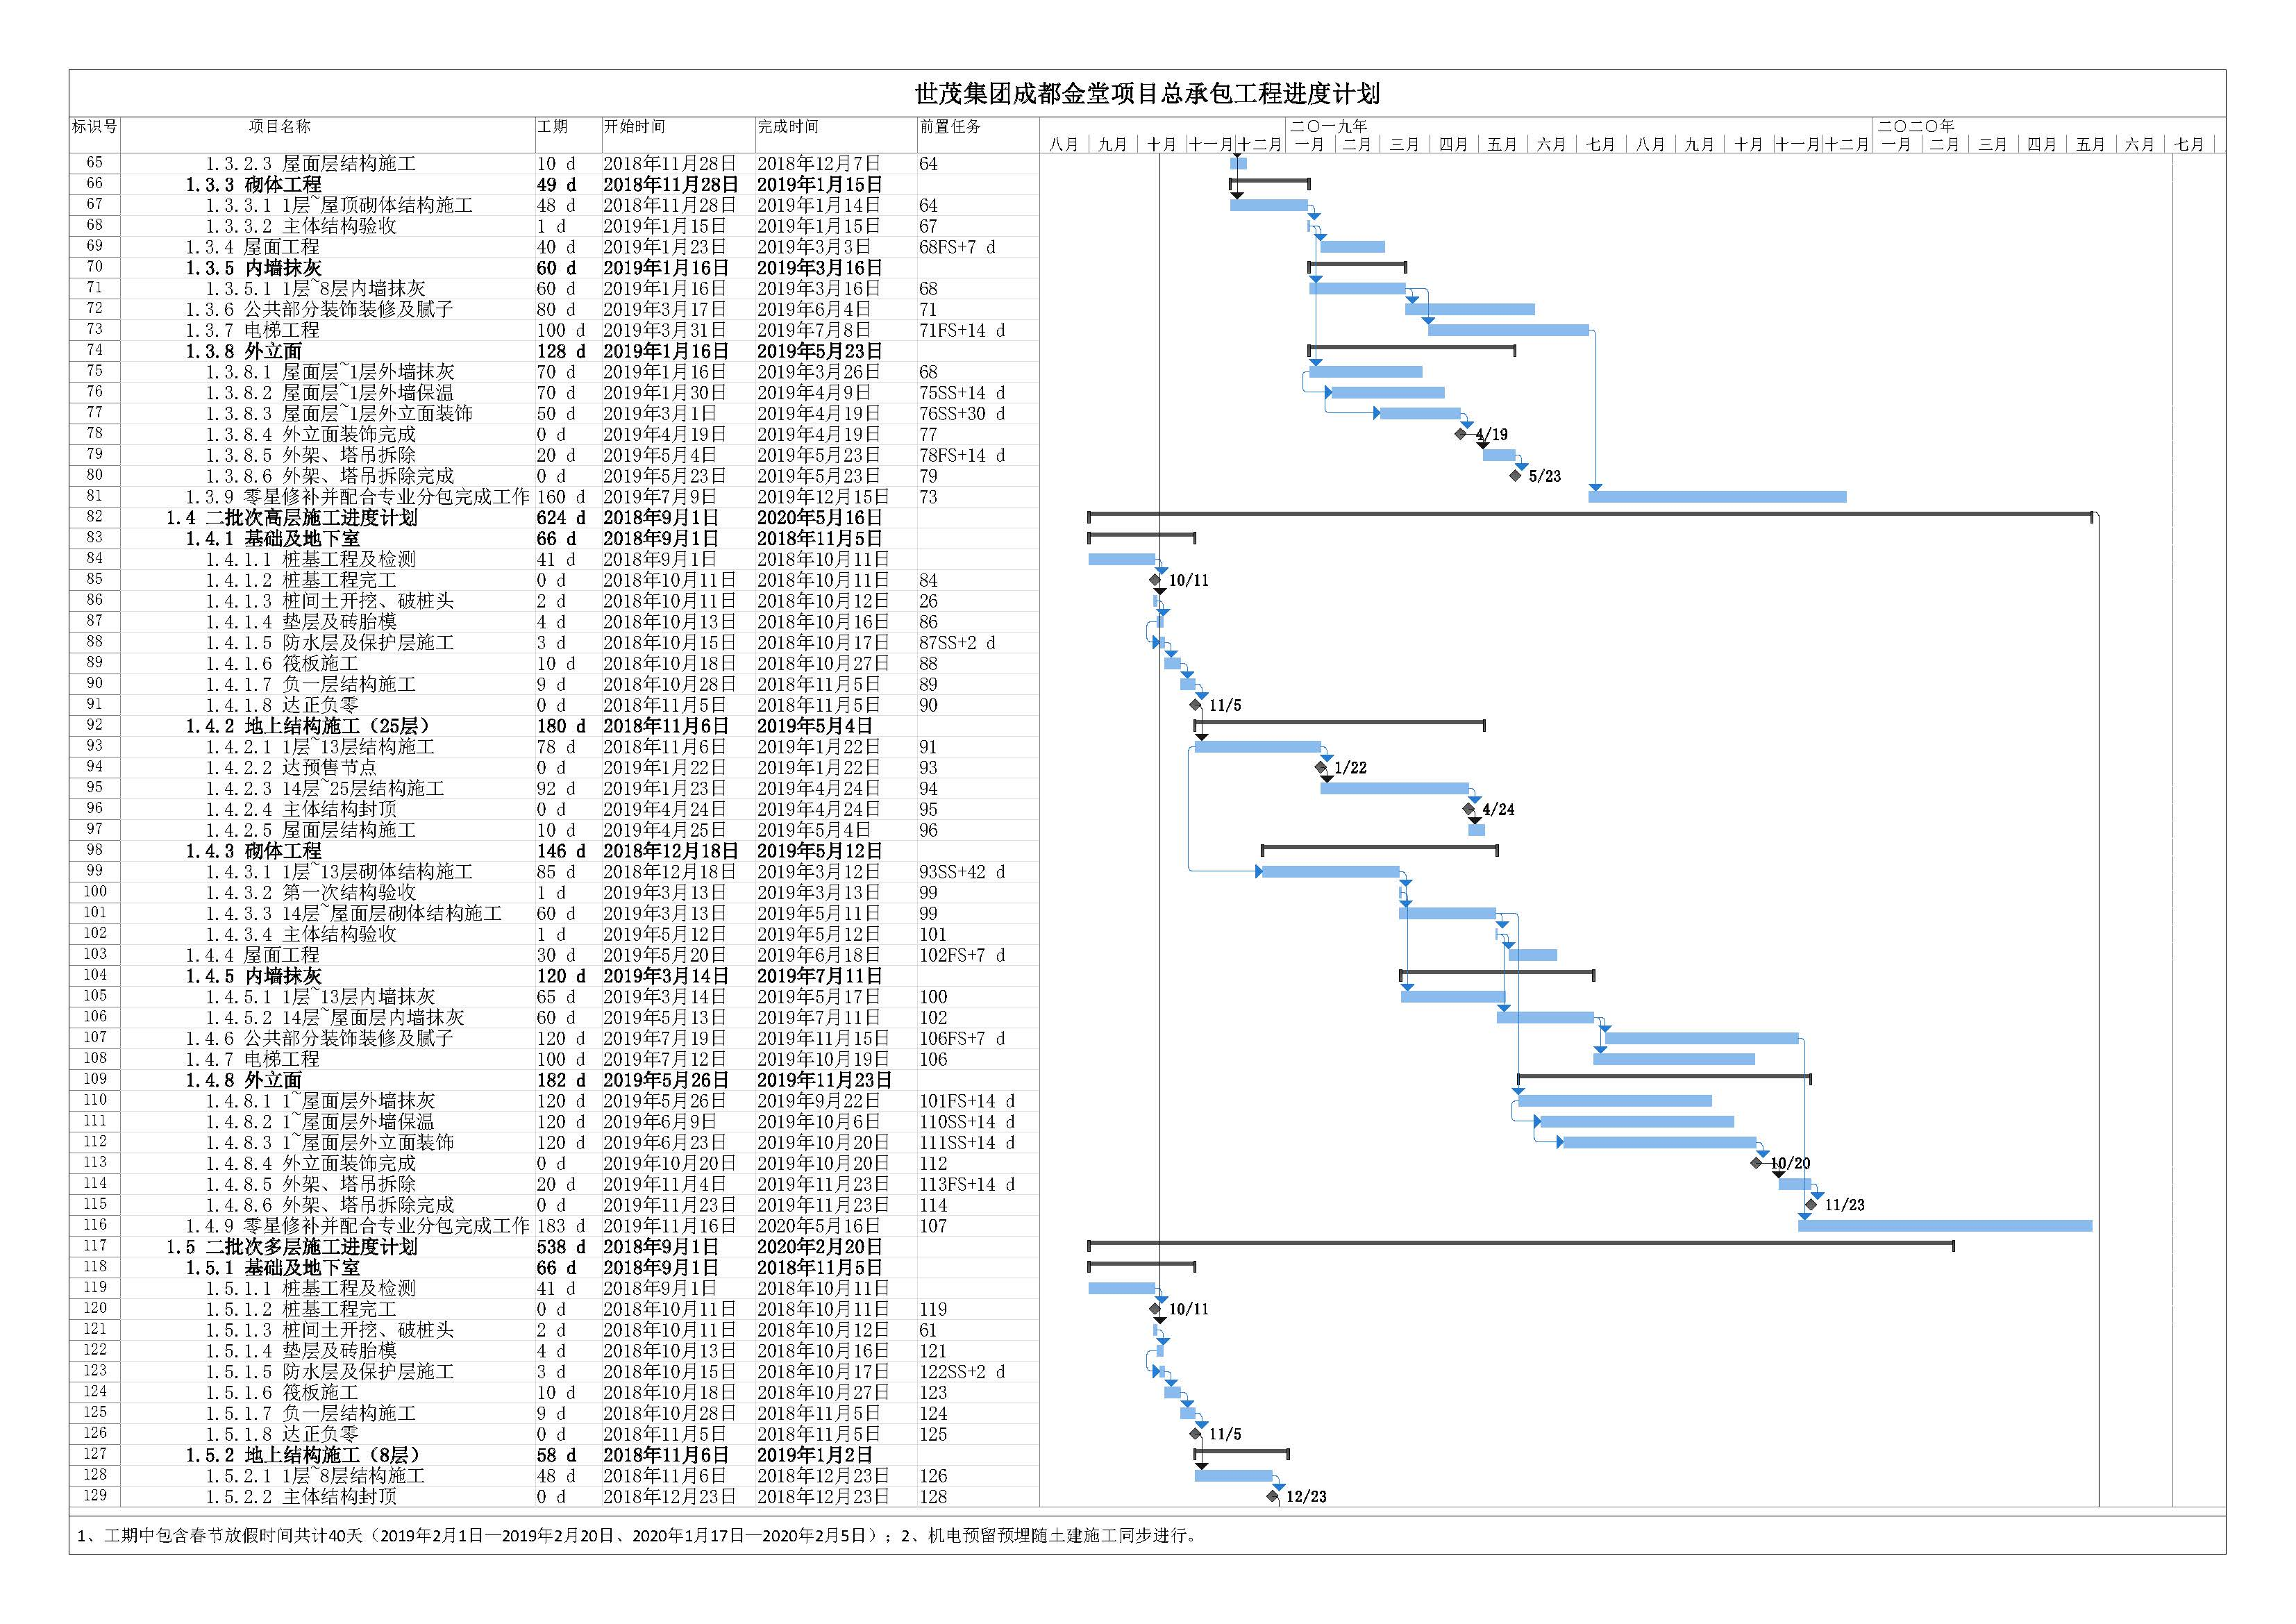 世茂集团成都金堂项目总承包工程进度计划
标识号 项目名称 工期 开始时间 完成时间 前置任务 二〇一九年 二〇二〇年
八月 九月 十月 十一月 十二月 一月 二月 三月 四月 五月 六月 七月 八月 九月 十月 十一月 十二月 一月 二月 三月 四月 五月 六月 七月
65 1.3.2.3 屋面层结构施工 10 d 2018年11月28日 2018年12月7日 64
66 1.3.3 砌体工程 49 d 2018年11月28日 2019年1月15日
67 1.3.3.1 1层~屋顶砌体结构施工 48 d 2018年11月28日 2019年1月14日 64
68 1.3.3.2 主体结构验收 1 d 2019年1月15日 2019年1月15日 67
69 1.3.4 屋面工程 40 d 2019年1月23日 2019年3月3日 68FS+7 d
70 1.3.5 内墙抹灰 60 d 2019年1月16日 2019年3月16日
71 1.3.5.1 1层~8层内墙抹灰 60 d 2019年1月16日 2019年3月16日 68
72 1.3.6 公共部分装饰装修及腻子 80 d 2019年3月17日 2019年6月4日 71
73 1.3.7 电梯工程 100 d 2019年3月31日 2019年7月8日 71FS+14 d
74 1.3.8 外立面 128 d 2019年1月16日 2019年5月23日
75 1.3.8.1 屋面层~1层外墙抹灰 70 d 2019年1月16日 2019年3月26日 68
76 1.3.8.2 屋面层~1层外墙保温 70 d 2019年1月30日 2019年4月9日 75SS+14 d
77 1.3.8.3 屋面层~1层外立面装饰 50 d 2019年3月1日 2019年4月19日 76SS+30 d
78 1.3.8.4 外立面装饰完成 0 d 2019年4月19日 2019年4月19日 77 4/19
79 1.3.8.5 外架、塔吊拆除 20 d 2019年5月4日 2019年5月23日 78FS+14 d
80 1.3.8.6 外架、塔吊拆除完成 0 d 2019年5月23日 2019年5月23日 79 5/23
81 1.3.9 零星修补并配合专业分包完成工作 160 d 2019年7月9日 2019年12月15日 73
82 1.4 二批次高层施工进度计划 624 d 2018年9月1日 2020年5月16日
83 1.4.1 基础及地下室 66 d 2018年9月1日 2018年11月5日
84 1.4.1.1 桩基工程及检测 41 d 2018年9月1日 2018年10月11日
85 1.4.1.2 桩基工程完工 0 d 2018年10月11日 2018年10月11日 84 10/11
86 1.4.1.3 桩间土开挖、破桩头 2 d 2018年10月11日 2018年10月12日 26
87 1.4.1.4 垫层及砖胎模 4 d 2018年10月13日 2018年10月16日 86
88 1.4.1.5 防水层及保护层施工 3 d 2018年10月15日 2018年10月17日 87SS+2 d
89 1.4.1.6 筏板施工 10 d 2018年10月18日 2018年10月27日 88
90 1.4.1.7 负一层结构施工 9 d 2018年10月28日 2018年11月5日 89
91 1.4.1.8 达正负零 0 d 2018年11月5日 2018年11月5日 90 11/5
92 1.4.2 地上结构施工（25层） 180 d 2018年11月6日 2019年5月4日
93 1.4.2.1 1层~13层结构施工 78 d 2018年11月6日 2019年1月22日 91
94 1.4.2.2 达预售节点 0 d 2019年1月22日 2019年1月22日 93 1/22
95 1.4.2.3 14层~25层结构施工 92 d 2019年1月23日 2019年4月24日 94
96 1.4.2.4 主体结构封顶 0 d 2019年4月24日 2019年4月24日 95 4/24
97 1.4.2.5 屋面层结构施工 10 d 2019年4月25日 2019年5月4日 96
98 1.4.3 砌体工程 146 d 2018年12月18日 2019年5月12日
99 1.4.3.1 1层~13层砌体结构施工 85 d 2018年12月18日 2019年3月12日 93SS+42 d
100 1.4.3.2 第一次结构验收 1 d 2019年3月13日 2019年3月13日 99
101 1.4.3.3 14层~屋面层砌体结构施工 60 d 2019年3月13日 2019年5月11日 99
102 1.4.3.4 主体结构验收 1 d 2019年5月12日 2019年5月12日 101
103 1.4.4 屋面工程 30 d 2019年5月20日 2019年6月18日 102FS+7 d
104 1.4.5 内墙抹灰 120 d 2019年3月14日 2019年7月11日
105 1.4.5.1 1层~13层内墙抹灰 65 d 2019年3月14日 2019年5月17日 100
106 1.4.5.2 14层~屋面层内墙抹灰 60 d 2019年5月13日 2019年7月11日 102
107 1.4.6 公共部分装饰装修及腻子 120 d 2019年7月19日 2019年11月15日 106FS+7 d
108 1.4.7 电梯工程 100 d 2019年7月12日 2019年10月19日 106
109 1.4.8 外立面 182 d 2019年5月26日 2019年11月23日
110 1.4.8.1 1~屋面层外墙抹灰 120 d 2019年5月26日 2019年9月22日 101FS+14 d
111 1.4.8.2 1~屋面层外墙保温 120 d 2019年6月9日 2019年10月6日 110SS+14 d
112 1.4.8.3 1~屋面层外立面装饰 120 d 2019年6月23日 2019年10月20日 111SS+14 d
113 1.4.8.4 外立面装饰完成 0 d 2019年10月20日 2019年10月20日 112 10/20
114 1.4.8.5 外架、塔吊拆除 20 d 2019年11月4日 2019年11月23日 113FS+14 d
115 1.4.8.6 外架、塔吊拆除完成 0 d 2019年11月23日 2019年11月23日 114 11/23
116 1.4.9 零星修补并配合专业分包完成工作 183 d 2019年11月16日 2020年5月16日 107
117 1.5 二批次多层施工进度计划 538 d 2018年9月1日 2020年2月20日
118 1.5.1 基础及地下室 66 d 2018年9月1日 2018年11月5日
119 1.5.1.1 桩基工程及检测 41 d 2018年9月1日 2018年10月11日
120 1.5.1.2 桩基工程完工 0 d 2018年10月11日 2018年10月11日 119 10/11
121 1.5.1.3 桩间土开挖、破桩头 2 d 2018年10月11日 2018年10月12日 61
122 1.5.1.4 垫层及砖胎模 4 d 2018年10月13日 2018年10月16日 121
123 1.5.1.5 防水层及保护层施工 3 d 2018年10月15日 2018年10月17日 122SS+2 d
124 1.5.1.6 筏板施工 10 d 2018年10月18日 2018年10月27日 123
125 1.5.1.7 负一层结构施工 9 d 2018年10月28日 2018年11月5日 124
126 1.5.1.8 达正负零 0 d 2018年11月5日 2018年11月5日 125 11/5
127 1.5.2 地上结构施工（8层） 58 d 2018年11月6日 2019年1月2日
128 1.5.2.1 1层~8层结构施工 48 d 2018年11月6日 2018年12月23日 126
129 1.5.2.2 主体结构封顶 0 d 2018年12月23日 2018年12月23日 128 12/23
1、工期中包含春节放假时间共计40天（2019年2月1日—2019年2月20日、2020年1月17日—2020年2月5日）；2、机电预留预埋随土建施工同步进行。